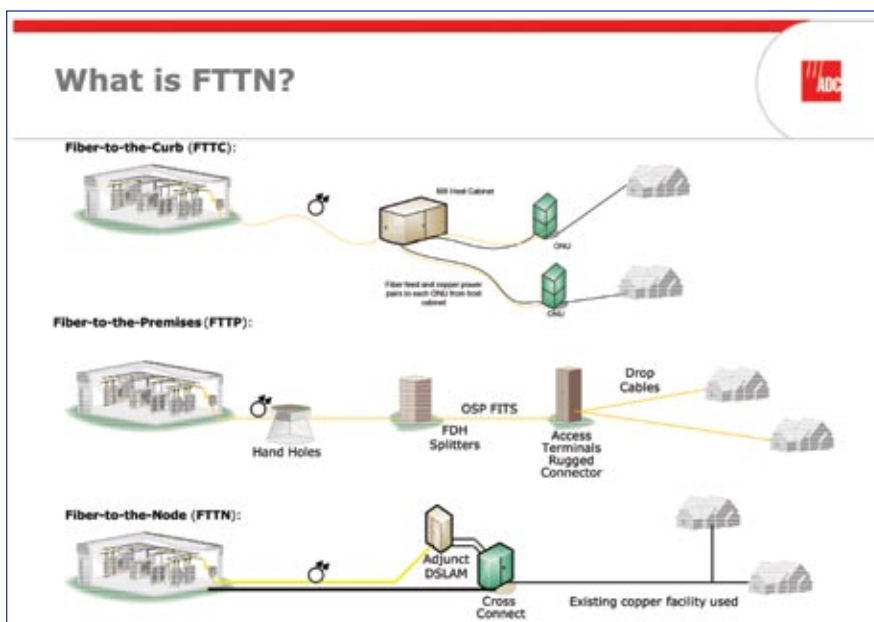 What is FTTN?
ADC
Fiber-to-the-Curb (FTTC):
MX Host Cabinet
ONU
Fiber feed and copper power
pairs to each ONU from host
cabinet
ONU
Fiber-to-the-Premises (FTTP):
Drop
Cables
OSP FITS
Hand Holes
FDH
Splitters
Access
Terminals
Rugged
Connector
Fiber-to-the-Node (FTTN):
Adjunct
DSLAM
Cross
Connect
Existing copper facility used